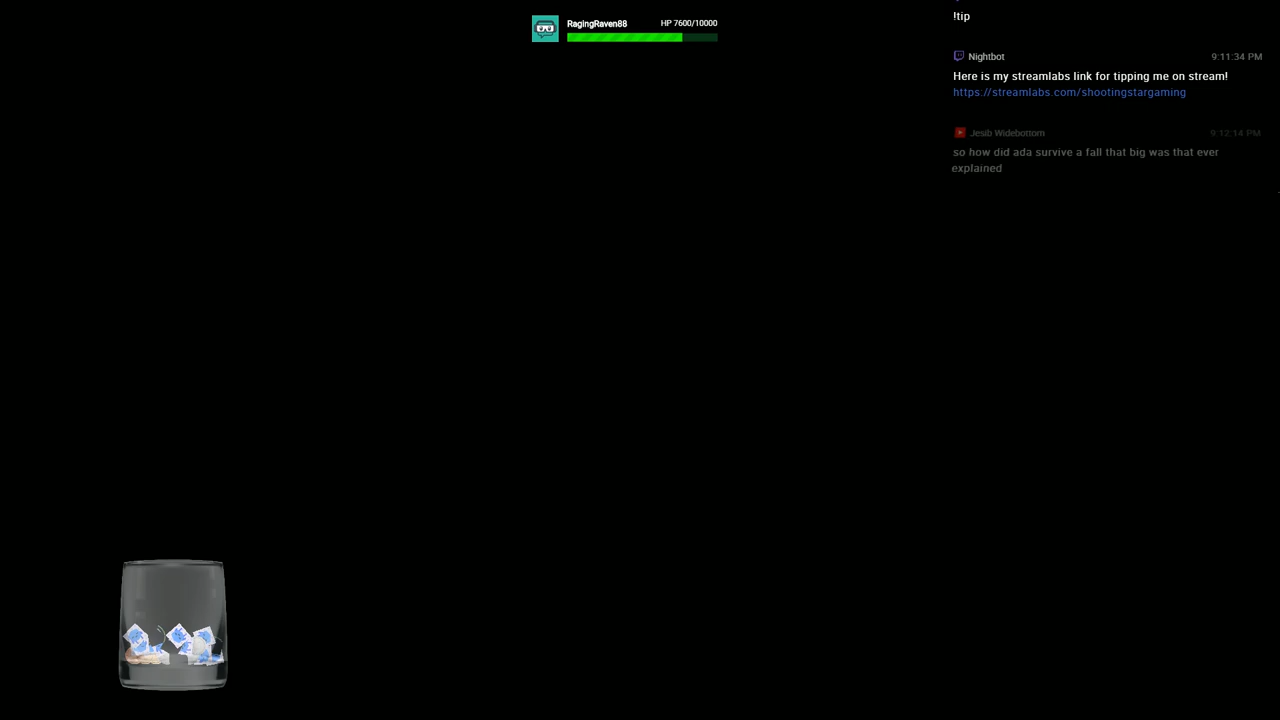 RagingRaven88 HP 7600/10000
!tip
Nightbot 9:11:34 PM
Here is my streamlabs link for tipping me on stream!
https://streamlabs.com/shootingstargaming
Jesib Widebottom 9:12:14 PM
so how did ada survive a fall that big was that ever
explained